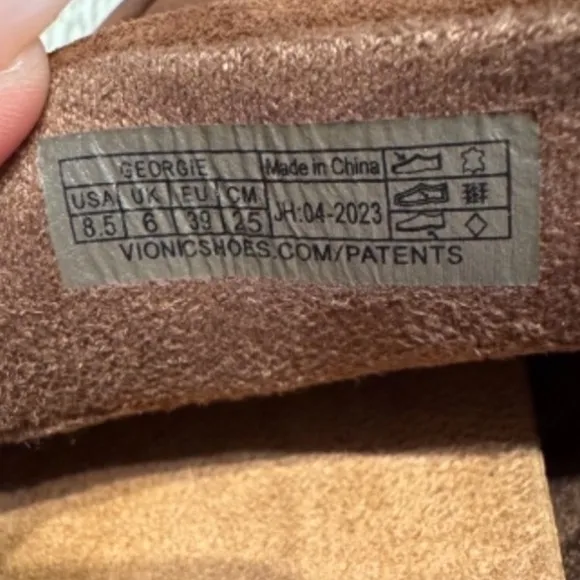 GEORGIE Made in China
USA UK EU CM
8.5 6 39 25 JH:04-2023
VIONICSHOES.COM/PATENTS